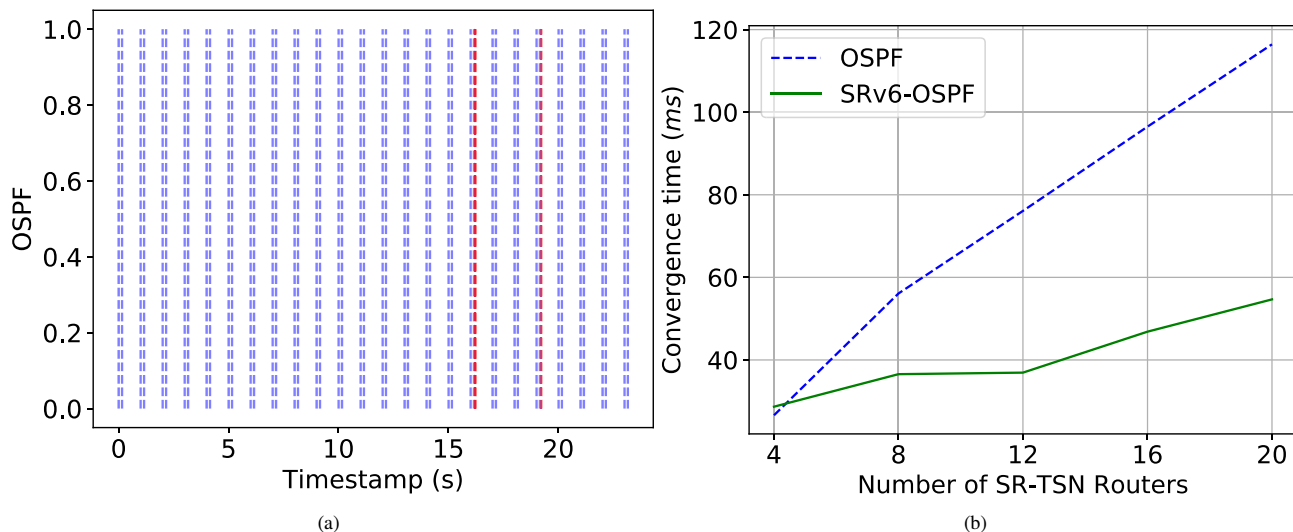 OSPF
1.0
0.8
0.6
0.4
0.2
0.0
0 5 10 15 20
Timestamp (s)
(a)
Convergence time (ms)
120
100
80
60
40
OSPF
SRv6-OSPF
4 8 12 16 20
Number of SR-TSN Routers
(b)